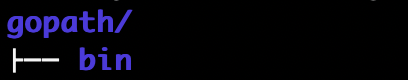 gopath/
├── bin